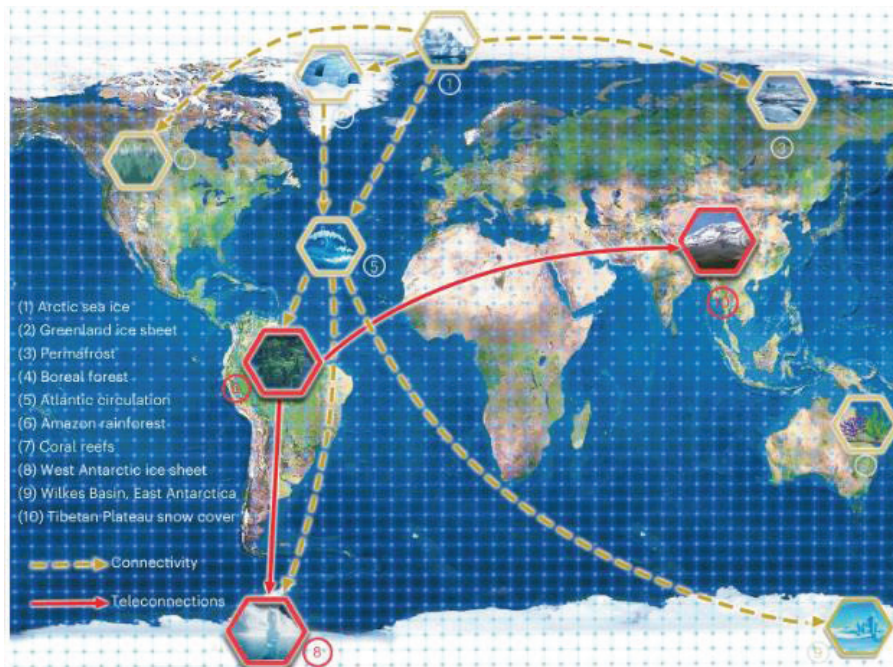 (1)
(3)
(5)
(1) Arctic sea ice
(2) Greenland ice sheet
(3) Permafrost
(4) Boreal forest
(5) Atlantic circulation
(6) Amazon rainforest
(7) Coral reefs
(8) West Antarctic ice sheet
(9) Wilkes Basin, East Antarctica
(10) Tibetan Plateau snow cover
Connectivity
Teleconnections
8
9